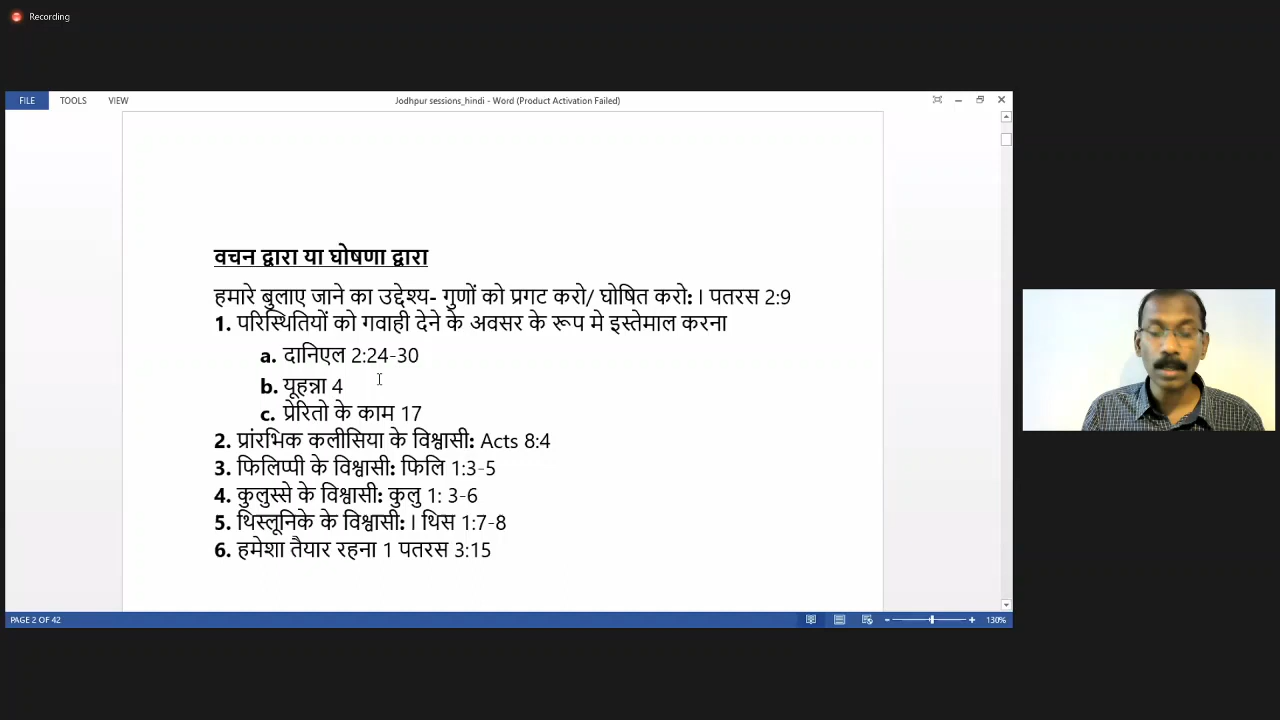 Recording
FILE TOOLS VIEW Jodhpur sessions_hindi - Word (Product Activation Failed)
वचन द्वारा या घोषणा द्वारा
हमारे बुलाए जाने का उद्देश्य- गुणों को प्रगट करो/ घोषित करो: I पतरस 2:9
1. परिस्थितियों को गवाही देने के अवसर के रूप मे इस्तेमाल करना
a. दानिएल 2:24-30
b. यूहन्ना 4
c. प्रेरितो के काम 17
2. प्रांरभिक कलीसिया के विश्वासी: Acts 8:4
3. फिलिप्पी के विश्वासी: फिलि 1:3-5
4. कुलुस्से के विश्वासी: कुलु 1: 3-6
5. थिस्लूनिके के विश्वासी: I थिस 1:7-8
6. हमेशा तैयार रहना 1 पतरस 3:15
PAGE 2 OF 42 130%